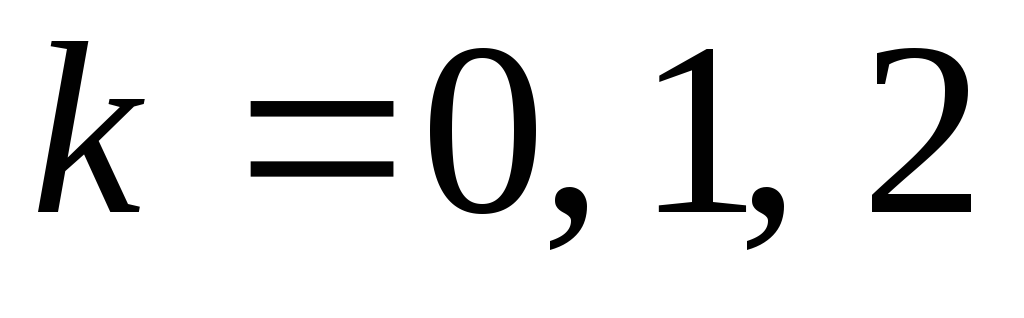 k = 0, 1, 2